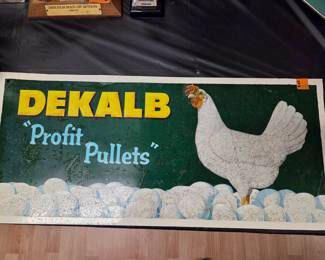 DEKALB
"Profit
Pullets"